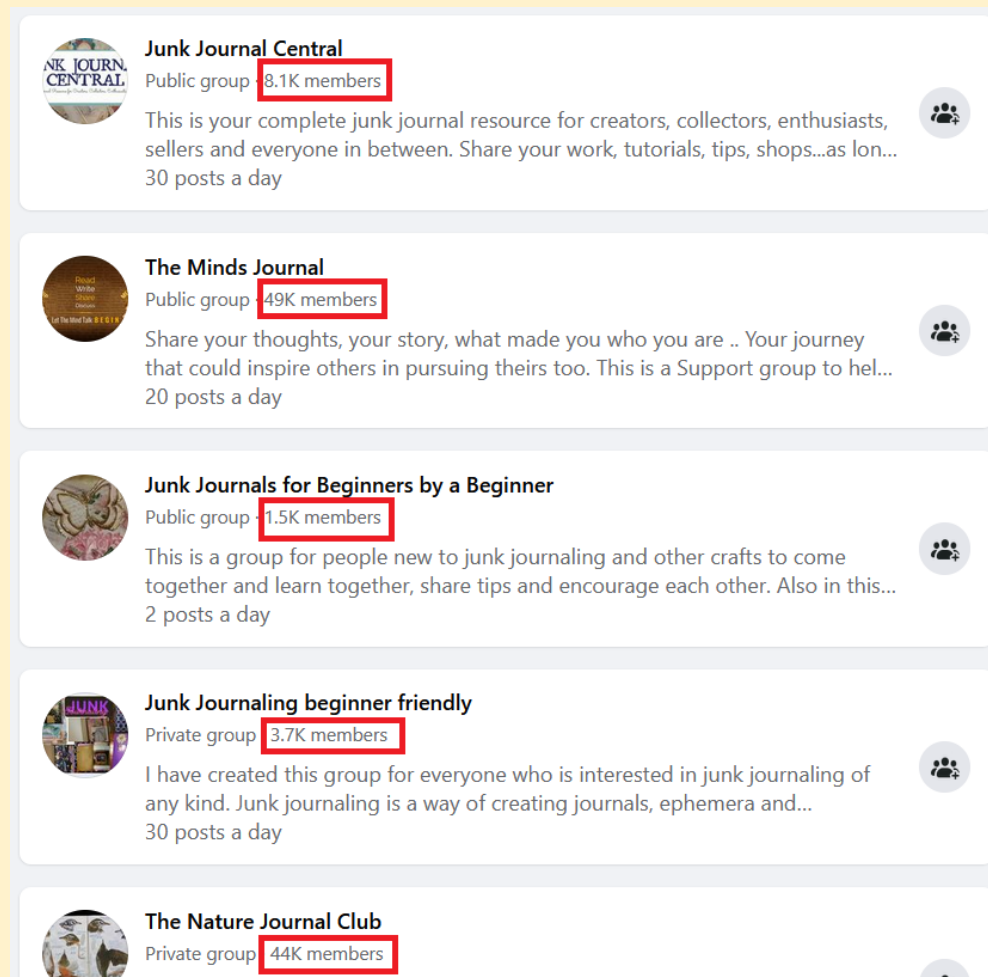 NK JOURN
CENTRAL
Junk Journal Central
Public group · 8.1K members
This is your complete junk journal resource for creators, collectors, enthusiasts,
sellers and everyone in between. Share your work, tutorials, tips, shops...as lon...
30 posts a day
Read
Write
Share
Discuss
Let The Mind Talk BEGIN
The Minds Journal
Public group · 49K members
Share your thoughts, your story, what made you who you are .. Your journey
that could inspire others in pursuing theirs too. This is a Support group to hel...
20 posts a day
Junk Journals for Beginners by a Beginner
Public group · 1.5K members
This is a group for people new to junk journaling and other crafts to come
together and learn together, share tips and encourage each other. Also in this...
2 posts a day
JUNK
Junk Journaling beginner friendly
Private group 3.7K members
I have created this group for everyone who is interested in junk journaling of
any kind. Junk journaling is a way of creating journals, ephemera and...
30 posts a day
The Nature Journal Club
Private group 44K members